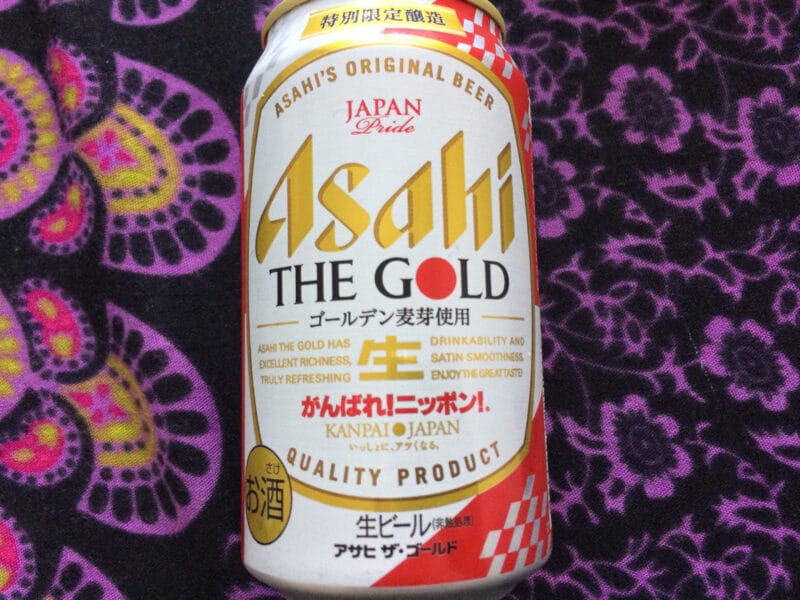 特別限定醸造
ASAHI'S ORIGINAL BEER
JAPAN
Pride
Asahi
THE GOLD
ゴールデン麦芽使用
ASAHI THE GOLD HAS
EXCELLENT RICHNESS,
TRULY REFRESHING
生
DRINKABILITY AND
SATIN SMOOTHNESS.
ENJOY THE GREAT TASTE!
がんばれ!ニッポン!®
KANPAI JAPAN
いっしょに、アツくなる。
QUALITY PRODUCT
さけ
お酒
生ビール(非熱処理)
アサヒ ザ・ゴールド